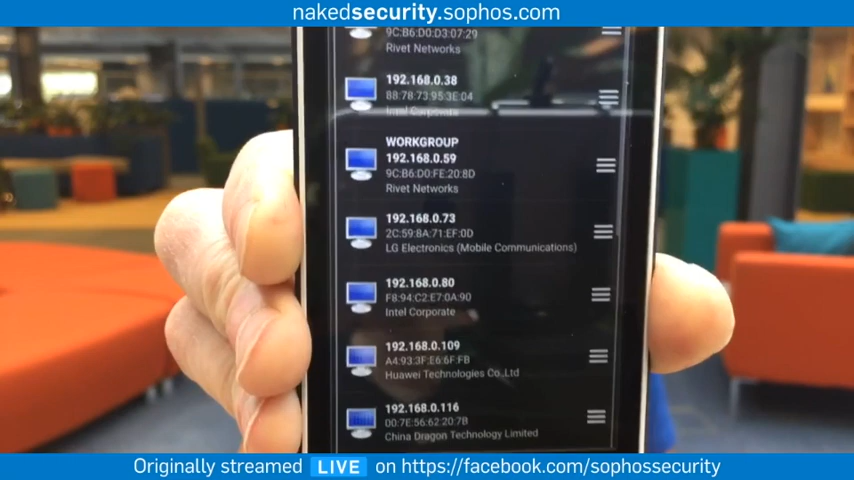 nakedsecurity.sophos.com
9C:B6:D0:D3:07:29
Rivet Networks
192.168.0.38
88:78:73:95:3E:04
Intel Corporate
WORKGROUP
192.168.0.59
9C:B6:D0:FE:20:8D
Rivet Networks
192.168.0.73
2C:59:8A:71:EF:0D
LG Electronics (Mobile Communications)
192.168.0.80
F8:94:C2:E7:0A:90
Intel Corporate
192.168.0.109
A4:93:3F:E6:6F:FB
Huawei Technologies Co.,Ltd
192.168.0.116
00:7E:56:62:20:7B
China Dragon Technology Limited
Originally streamed LIVE on https://facebook.com/sophossecurity